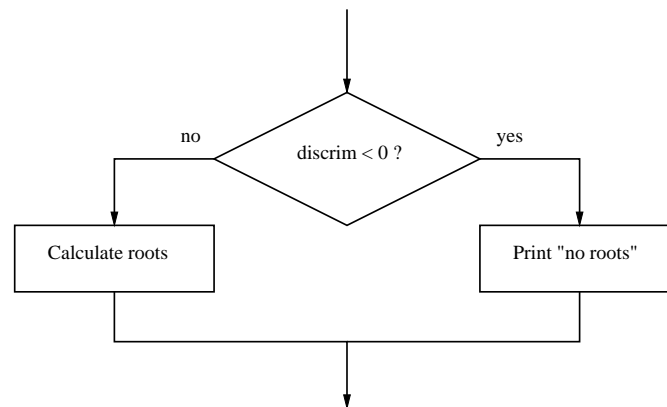 no
yes
discrim < 0 ?
Calculate roots
Print "no roots"